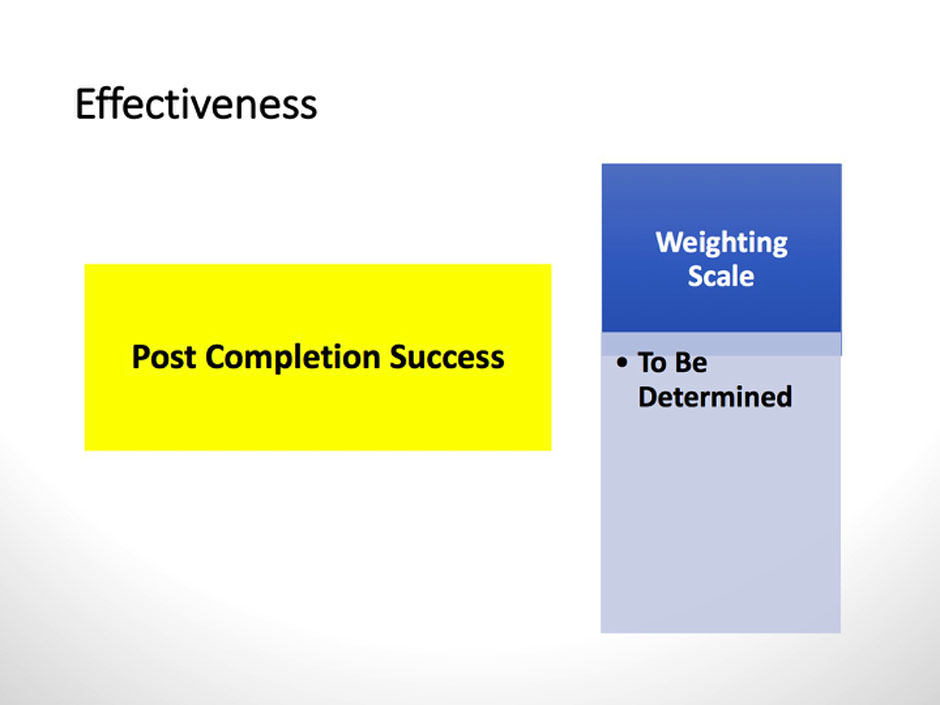 Effectiveness
Post Completion Success
Weighting
Scale
• To Be
Determined